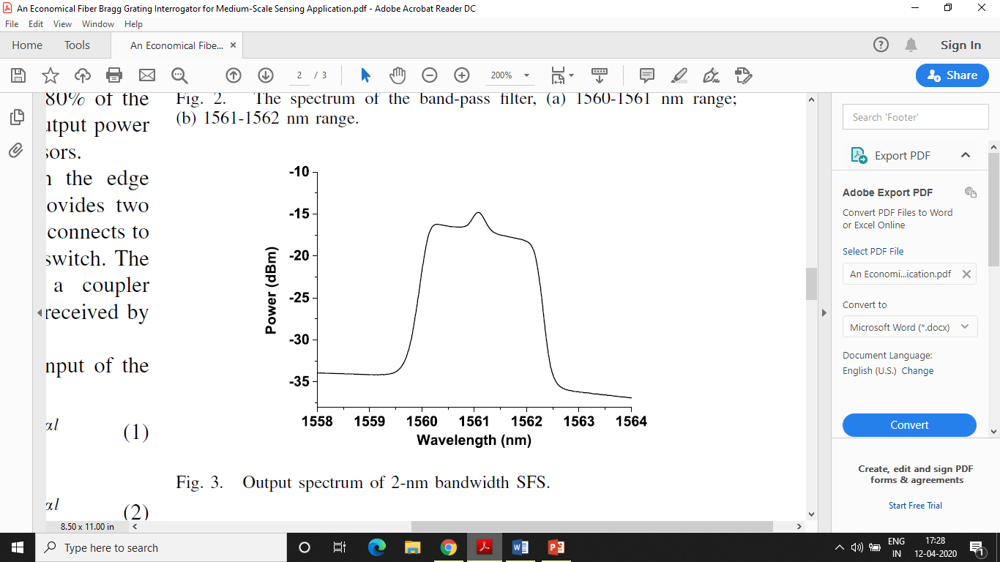 An Economical Fiber Bragg Grating Interrogator for Medium-Scale Sensing Application.pdf - Adobe Acrobat Reader DC
File Edit View Window Help
Home Tools An Economical Fibe... × Sign In
2 / 3 200% Share
80% of the
utput power
sors.
n the edge
ovides two
connects to
switch. The
a coupler
received by
nput of the
αl (1)
αl (2)
Fig. 2. The spectrum of the band-pass filter, (a) 1560-1561 nm range;
(b) 1561-1562 nm range.
-10
-15
-20
-25
-30
-35
Power (dBm)
1558 1559 1560 1561 1562 1563 1564
Wavelength (nm)
Fig. 3. Output spectrum of 2-nm bandwidth SFS.
8.50 x 11.00 in
Search 'Footer'
Export PDF
Adobe Export PDF
Convert PDF Files to Word
or Excel Online
Select PDF File
An Economi...ication.pdf
Convert to
Microsoft Word (*.docx)
Document Language:
English (U.S.) Change
Convert
Create, edit and sign PDF
forms & agreements
Start Free Trial
Type here to search
ENG 17:28
IN 12-04-2020
1